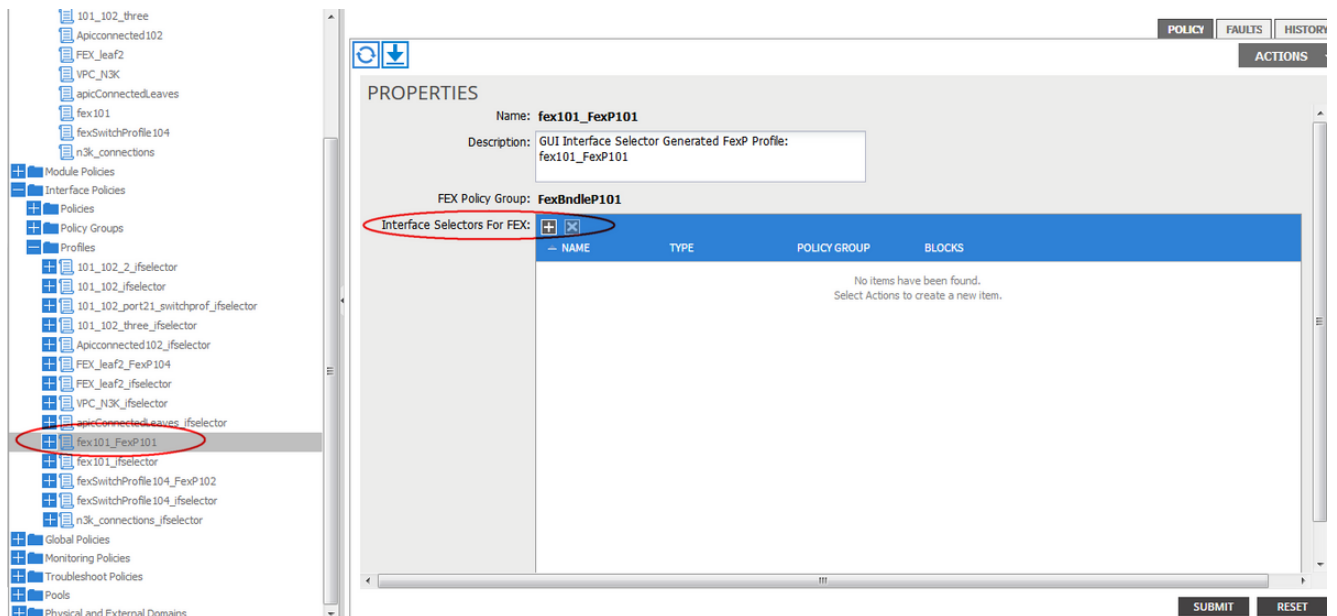 101_102_three
Apicconnected102
FEX_leaf2
VPC_N3K
apicConnectedLeaves
fex101
fexSwitchProfile104
n3k_connections
Module Policies
Interface Policies
Policies
Policy Groups
Profiles
101_102_2_ifselector
101_102_ifselector
101_102_port21_switchprof_ifselector
101_102_three_ifselector
Apicconnected102_ifselector
FEX_leaf2_FexP104
FEX_leaf2_ifselector
VPC_N3K_ifselector
apicConnectedLeaves_ifselector
fex101_FexP101
fex101_ifselector
fexSwitchProfile104_FexP102
fexSwitchProfile104_ifselector
n3k_connections_ifselector
Global Policies
Monitoring Policies
Troubleshoot Policies
Pools
Physical and External Domains
POLICY FAULTS HISTORY
ACTIONS
PROPERTIES
Name: fex101_FexP101
Description: GUI Interface Selector Generated FexP Profile:
fex101_FexP101
FEX Policy Group: FexBndleP101
Interface Selectors For FEX:
NAME TYPE POLICY GROUP BLOCKS
No items have been found.
Select Actions to create a new item.
SUBMIT RESET